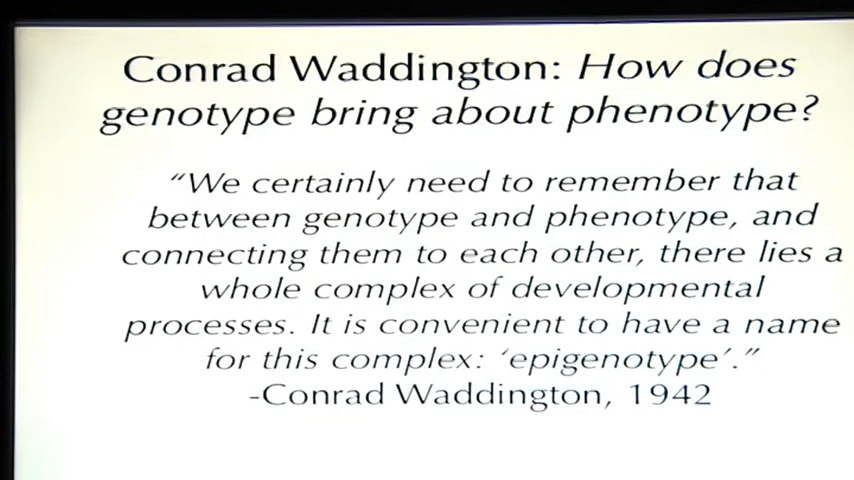 Conrad Waddington: How does
genotype bring about phenotype?
“We certainly need to remember that
between genotype and phenotype, and
connecting them to each other, there lies a
whole complex of developmental
processes. It is convenient to have a name
for this complex: ‘epigenotype’.”
-Conrad Waddington, 1942